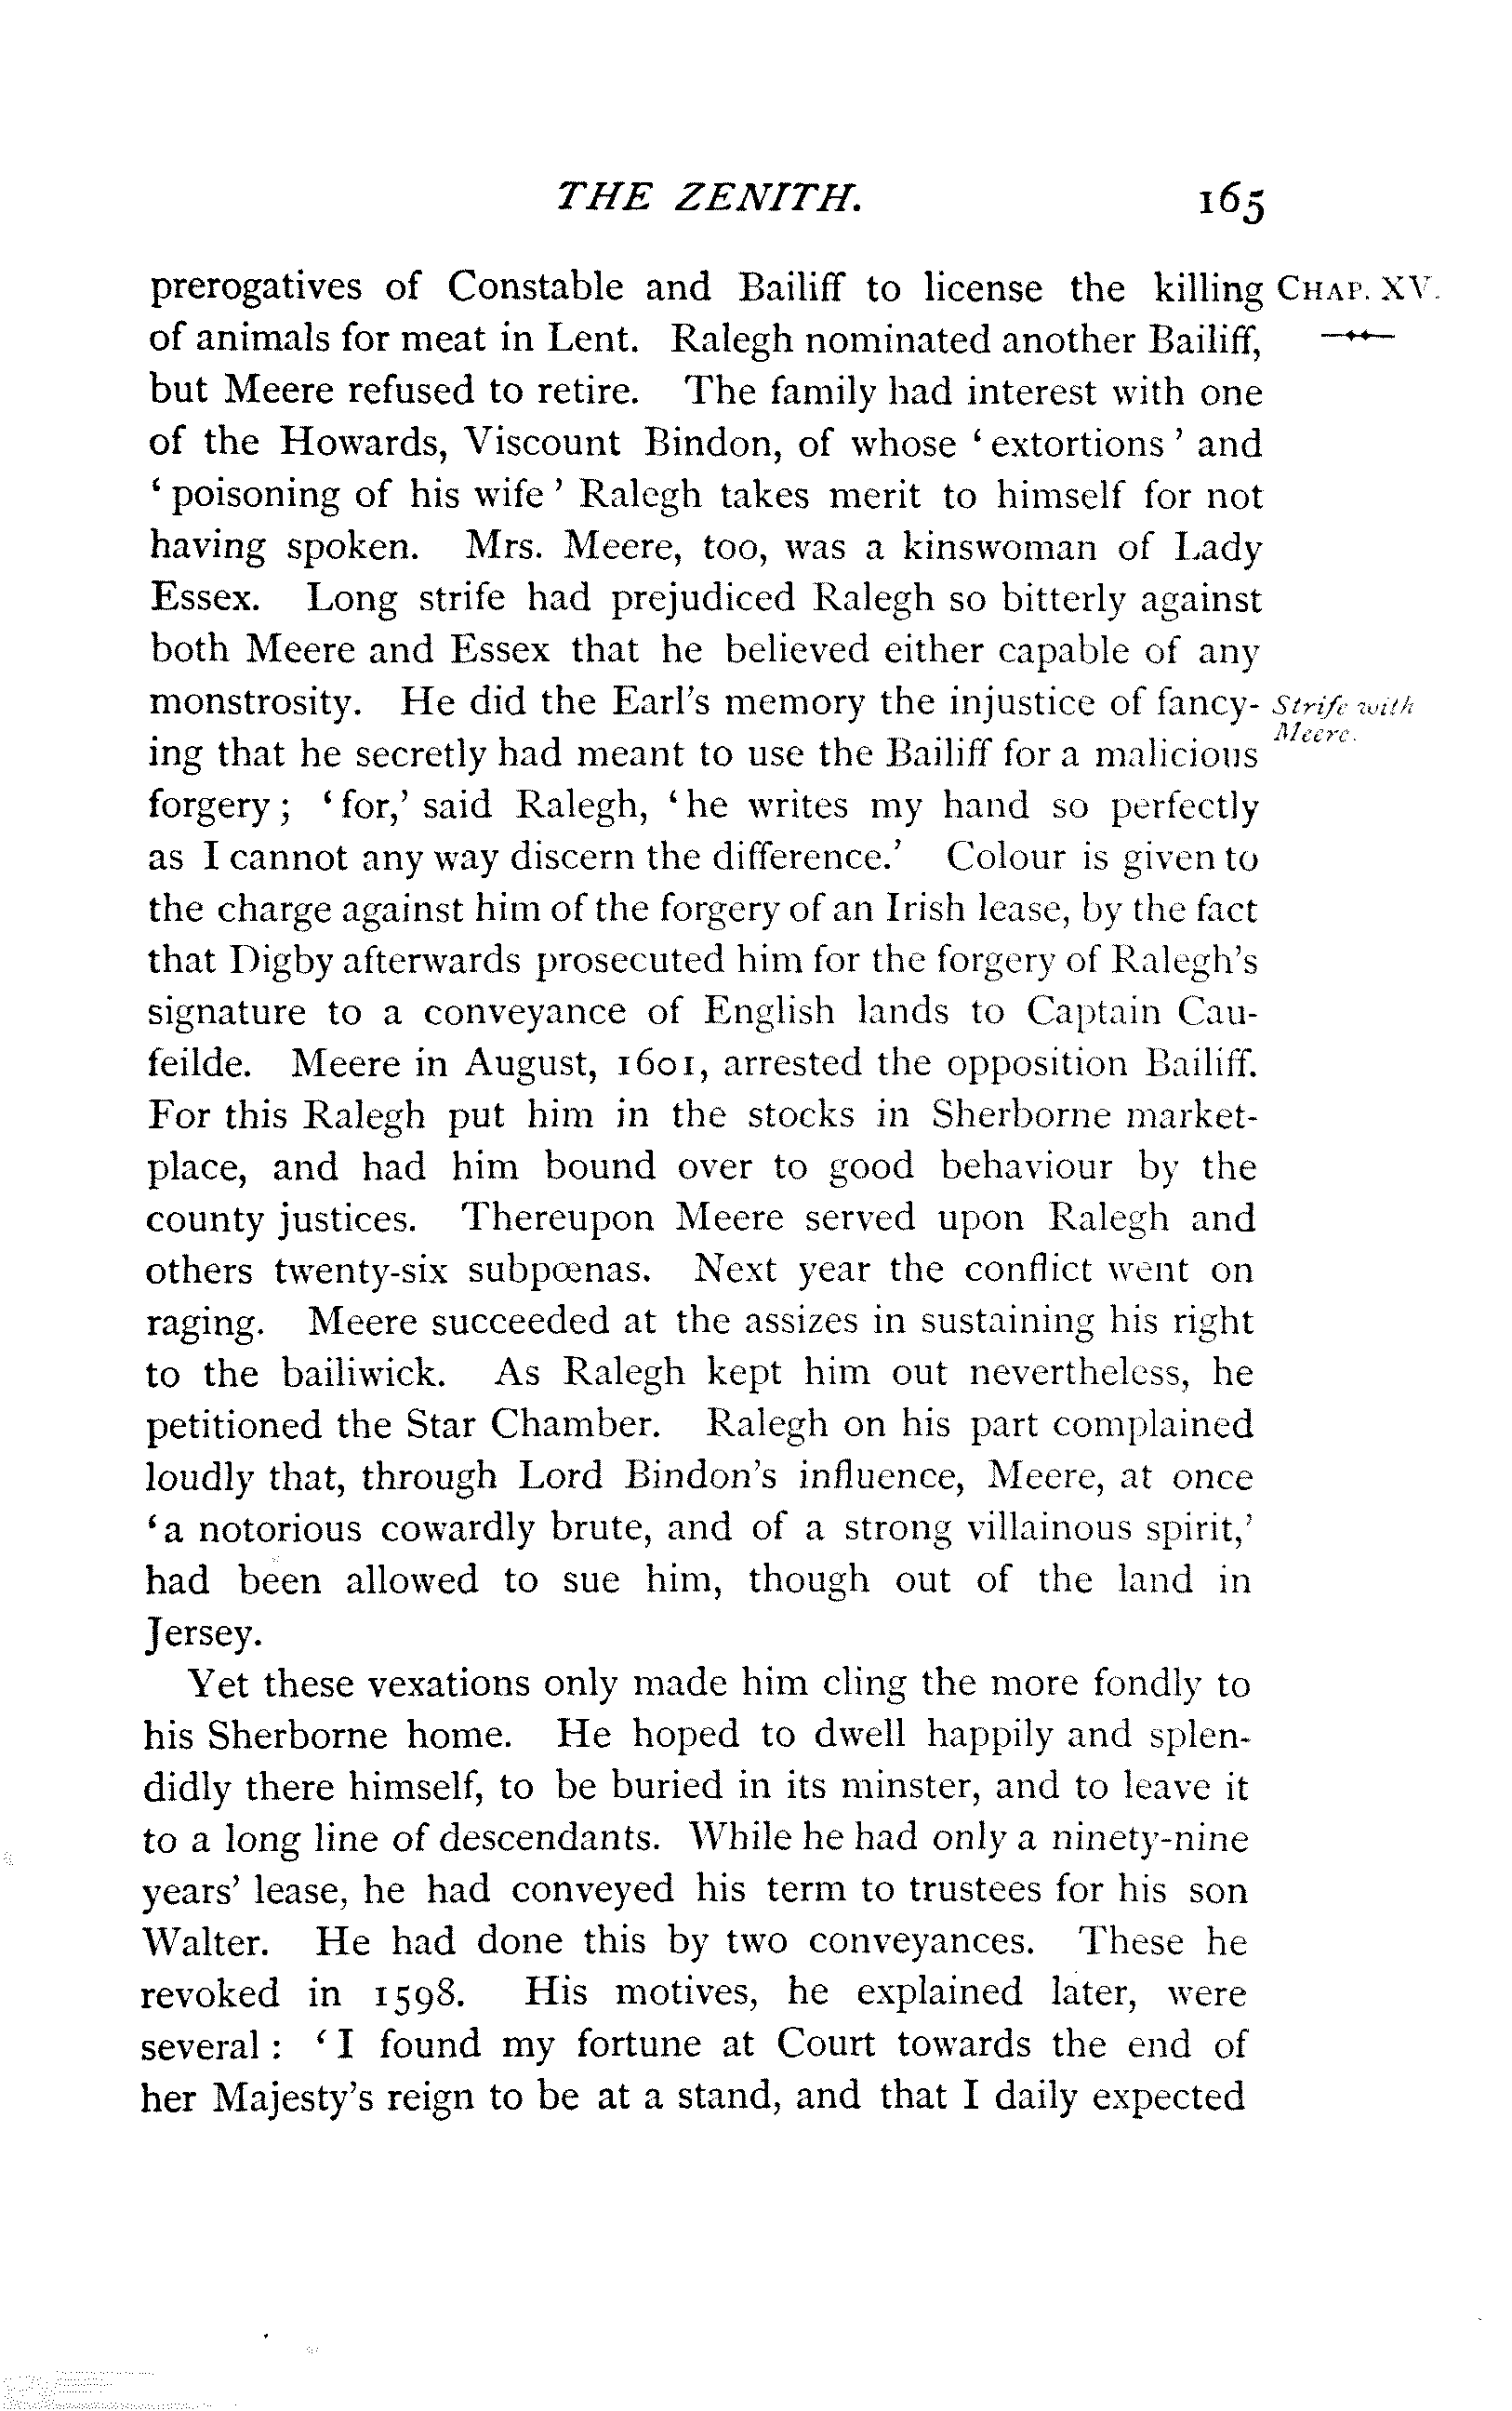 THE ZENITH. 165
prerogatives of Constable and Bailiff to license the killing CHAP. XV.
of animals for meat in Lent. Ralegh nominated another Bailiff,
but Meere refused to retire. The family had interest with one
of the Howards, Viscount Bindon, of whose ‘extortions’ and
‘poisoning of his wife’ Ralegh takes merit to himself for not
having spoken. Mrs. Meere, too, was a kinswoman of Lady
Essex. Long strife had prejudiced Ralegh so bitterly against
both Meere and Essex that he believed either capable of any
monstrosity. He did the Earl’s memory the injustice of fancy- Strife with
ing that he secretly had meant to use the Bailiff for a malicious Meere.
forgery; ‘for,’ said Ralegh, ‘he writes my hand so perfectly
as I cannot any way discern the difference.’ Colour is given to
the charge against him of the forgery of an Irish lease, by the fact
that Digby afterwards prosecuted him for the forgery of Ralegh’s
signature to a conveyance of English lands to Captain Cau-
feilde. Meere in August, 1601, arrested the opposition Bailiff.
For this Ralegh put him in the stocks in Sherborne market-
place, and had him bound over to good behaviour by the
county justices. Thereupon Meere served upon Ralegh and
others twenty-six subpœnas. Next year the conflict went on
raging. Meere succeeded at the assizes in sustaining his right
to the bailiwick. As Ralegh kept him out nevertheless, he
petitioned the Star Chamber. Ralegh on his part complained
loudly that, through Lord Bindon’s influence, Meere, at once
‘a notorious cowardly brute, and of a strong villainous spirit,’
had been allowed to sue him, though out of the land in
Jersey.
Yet these vexations only made him cling the more fondly to
his Sherborne home. He hoped to dwell happily and splen-
didly there himself, to be buried in its minster, and to leave it
to a long line of descendants. While he had only a ninety-nine
years’ lease, he had conveyed his term to trustees for his son
Walter. He had done this by two conveyances. These he
revoked in 1598. His motives, he explained later, were
several: ‘I found my fortune at Court towards the end of
her Majesty’s reign to be at a stand, and that I daily expected